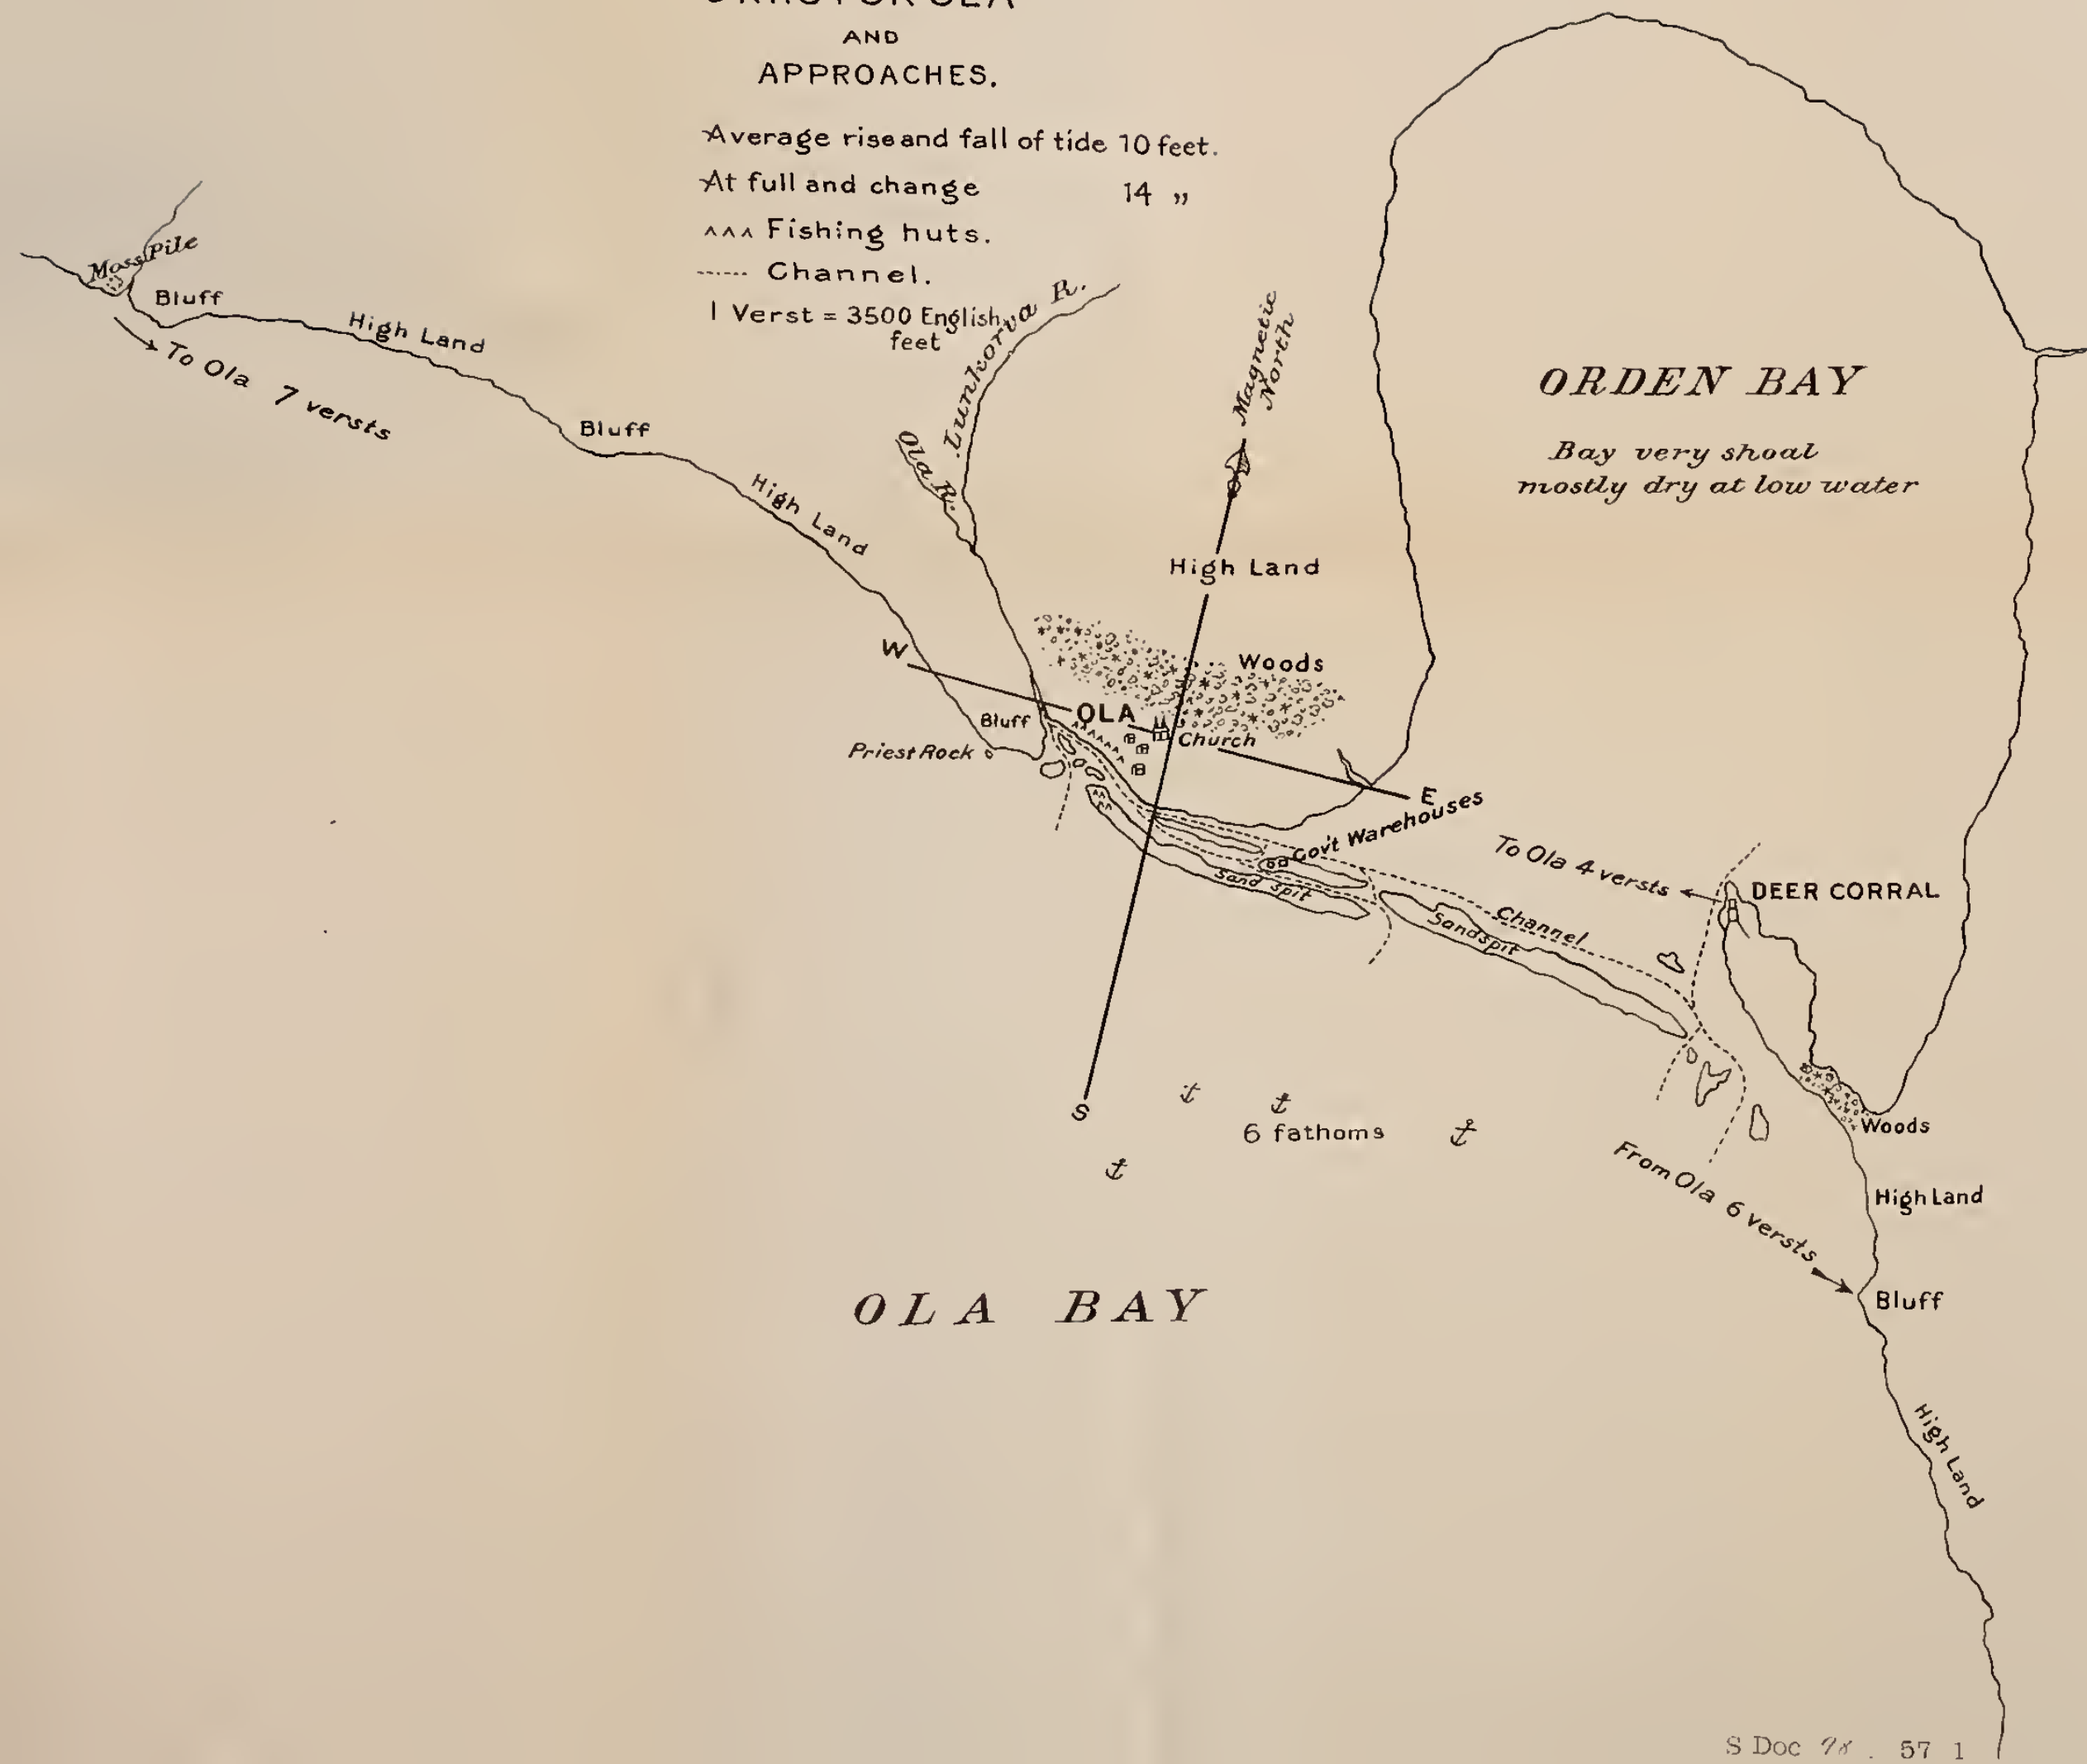 AND
APPROACHES.
Average rise and fall of tide 10 feet.
At full and change 14 „
Fishing huts.
Channel.
1 Verst = 3500 English
feet
Moss Pile
Bluff
High Land
To Ola 7 versts
Bluff
High Land
Lunkorva R.
Ola R.
Magnetic
North
ORDEN BAY
Bay very shoal
mostly dry at low water
High Land
W
Woods
OLA
Bluff
Church
Priest Rock
E
Gov't Warehouses
To Ola 4 versts
DEER CORRAL
Sand spit
Channel
Sandspit
S
6 fathoms
Woods
From Ola 6 versts
High Land
Bluff
OLA BAY
High Land
S Doc 98 . 57 1